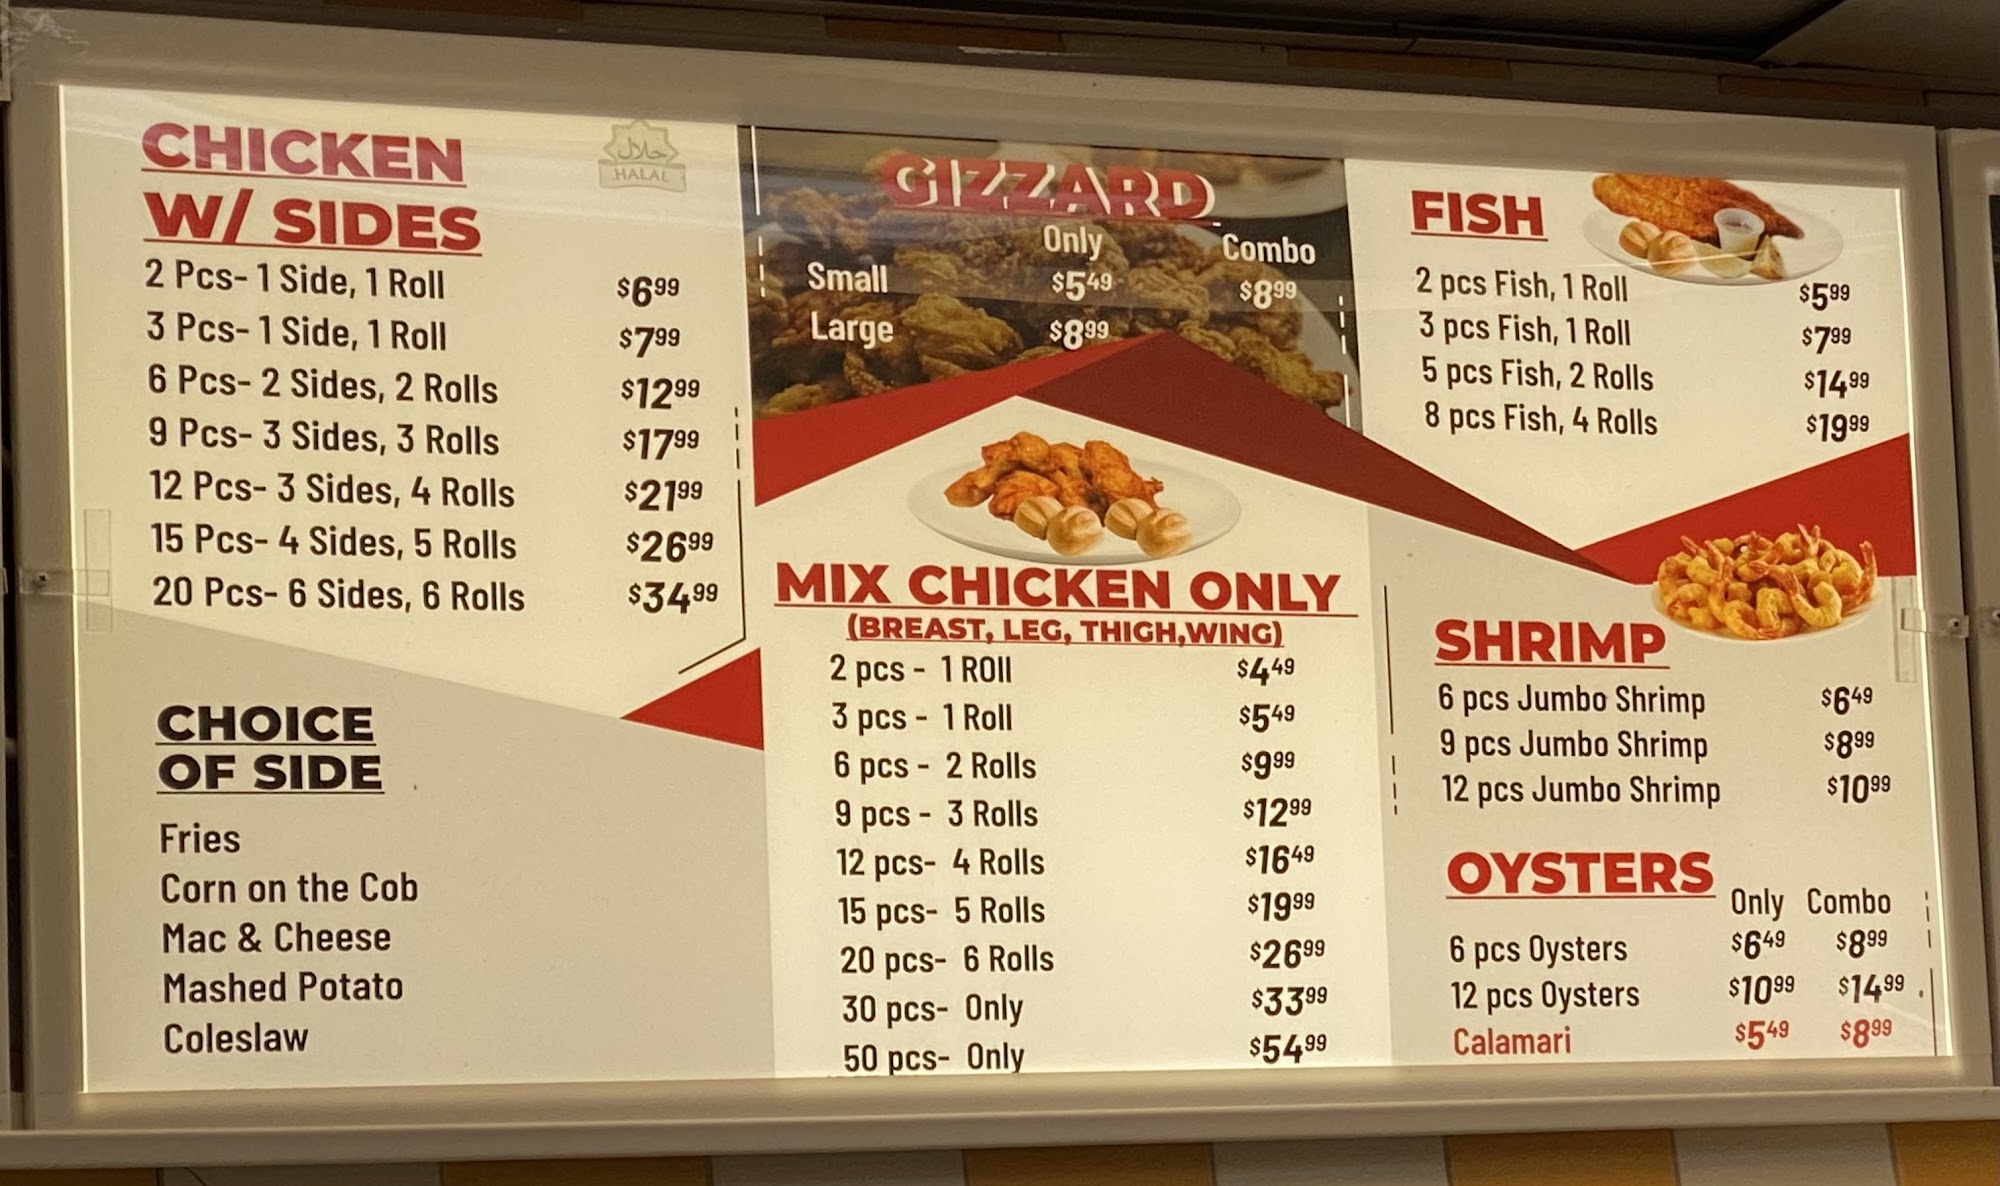 CHICKEN
W/ SIDES
حلال
HALAL
2 Pcs- 1 Side, 1 Roll $6.99
3 Pcs- 1 Side, 1 Roll $7.99
6 Pcs- 2 Sides, 2 Rolls $12.99
9 Pcs- 3 Sides, 3 Rolls $17.99
12 Pcs- 3 Sides, 4 Rolls $21.99
15 Pcs- 4 Sides, 5 Rolls $26.99
20 Pcs- 6 Sides, 6 Rolls $34.99
CHOICE
OF SIDE
Fries
Corn on the Cob
Mac & Cheese
Mashed Potato
Coleslaw
GIZZARD
Only Combo
Small $5.49 $8.99
Large $8.99
MIX CHICKEN ONLY
(BREAST, LEG, THIGH,WING)
2 pcs - 1 ROll $4.49
3 pcs - 1 Roll $5.49
6 pcs - 2 Rolls $9.99
9 pcs - 3 Rolls $12.99
12 pcs- 4 Rolls $16.49
15 pcs- 5 Rolls $19.99
20 pcs- 6 Rolls $26.99
30 pcs- Only $33.99
50 pcs- Only $54.99
FISH
2 pcs Fish, 1 Roll $5.99
3 pcs Fish, 1 Roll $7.99
5 pcs Fish, 2 Rolls $14.99
8 pcs Fish, 4 Rolls $19.99
SHRIMP
6 pcs Jumbo Shrimp $6.49
9 pcs Jumbo Shrimp $8.99
12 pcs Jumbo Shrimp $10.99
OYSTERS
Only Combo
6 pcs Oysters $6.49 $8.99
12 pcs Oysters $10.99 $14.99
Calamari $5.49 $8.99